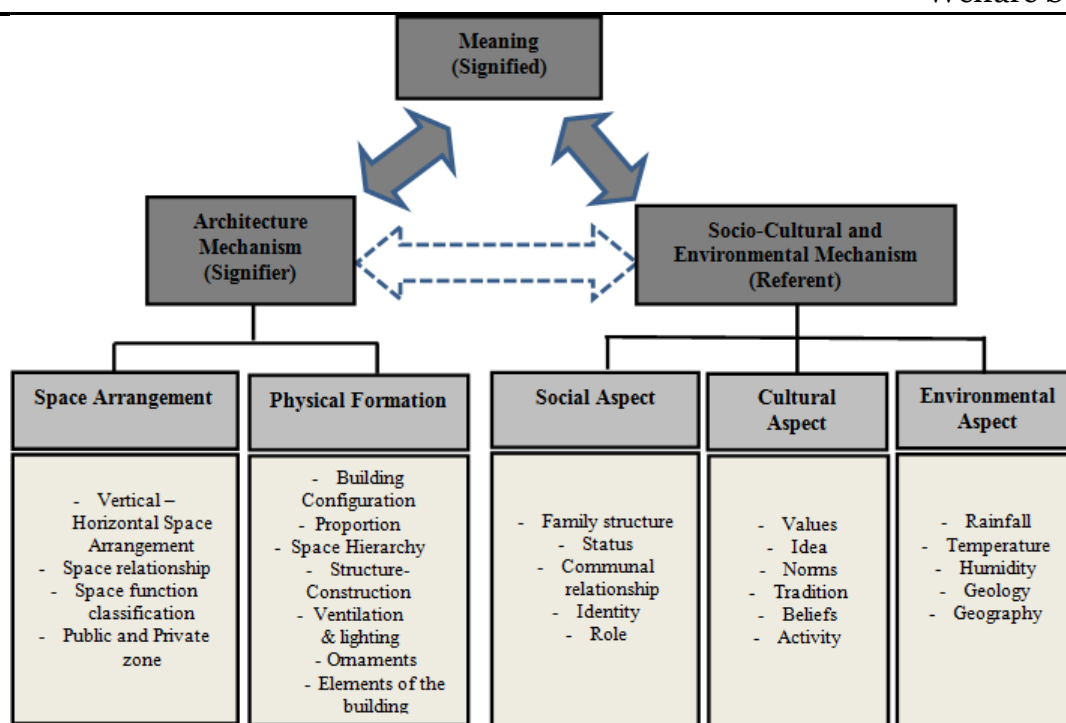 Meaning
(Signified)
Architecture
Mechanism
(Signifier)
Socio-Cultural and
Environmental Mechanism
(Referent)
Space Arrangement
- Vertical –
Horizontal Space
Arrangement
- Space relationship
- Space function
classification
- Public and Private
zone
Physical Formation
- Building
Configuration
- Proportion
- Space Hierarchy
- Structure-
Construction
- Ventilation
& lighting
- Ornaments
- Elements of the
building
Social Aspect
- Family structure
- Status
- Communal
relationship
- Identity
- Role
Cultural
Aspect
- Values
- Idea
- Norms
- Tradition
- Beliefs
- Activity
Environmental
Aspect
- Rainfall
- Temperature
- Humidity
- Geology
- Geography